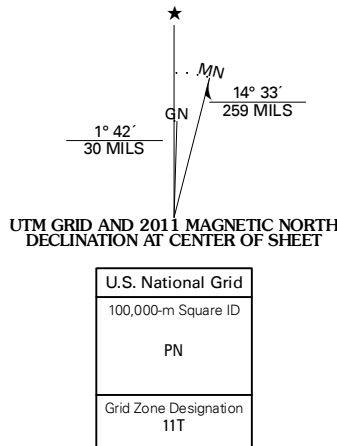 ★
MN
GN
14° 33´
259 MILS
1° 42´
30 MILS
UTM GRID AND 2011 MAGNETIC NORTH
DECLINATION AT CENTER OF SHEET
U.S. National Grid
100,000-m Square ID
PN
Grid Zone Designation
11T